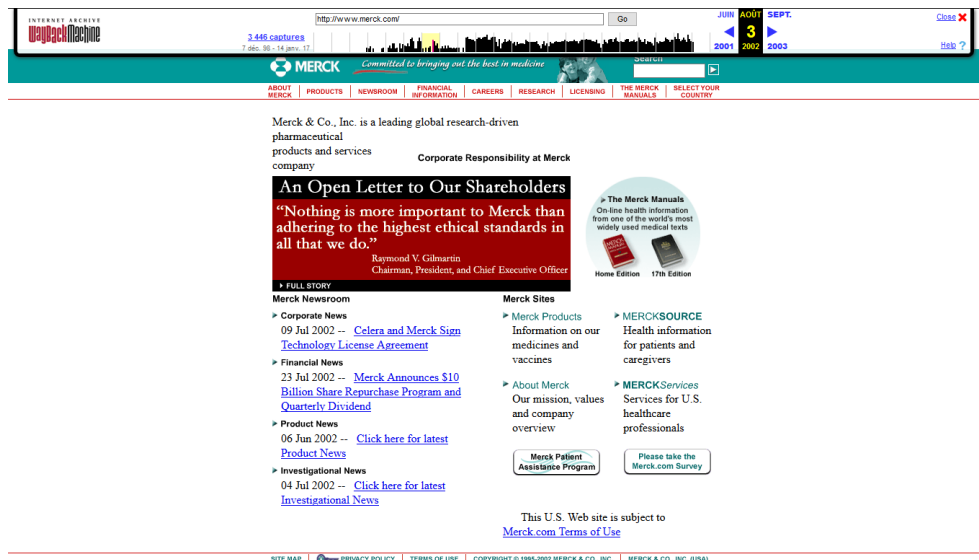 INTERNET ARCHIVE
WayBackMachine
http://www.merck.com/
Go
3 446 captures
7 déc. 98 - 14 janv. 17
JUIN AOÛT SEPT.
3
2001 2002 2003
Close
Help ?
MERCK
Committed to bringing out the best in medicine
Search
ABOUT MERCK
PRODUCTS
NEWSROOM
FINANCIAL INFORMATION
CAREERS
RESEARCH
LICENSING
THE MERCK MANUALS
SELECT YOUR COUNTRY
Merck & Co., Inc. is a leading global research-driven
pharmaceutical
products and services
company
Corporate Responsibility at Merck
An Open Letter to Our Shareholders
“Nothing is more important to Merck than
adhering to the highest ethical standards in
all that we do.”
Raymond V. Gilmartin
Chairman, President, and Chief Executive Officer
FULL STORY
The Merck Manuals
On-line health information
from one of the world's most
widely used medical texts
Home Edition 17th Edition
Merck Newsroom
Corporate News
09 Jul 2002 -- Celera and Merck Sign
Technology License Agreement
Financial News
23 Jul 2002 -- Merck Announces $10
Billion Share Repurchase Program and
Quarterly Dividend
Product News
06 Jun 2002 -- Click here for latest
Product News
Investigational News
04 Jul 2002 -- Click here for latest
Investigational News
Merck Sites
Merck Products
Information on our
medicines and
vaccines
MERCKSOURCE
Health information
for patients and
caregivers
About Merck
Our mission, values
and company
overview
MERCKServices
Services for U.S.
healthcare
professionals
Merck Patient
Assistance Program
Please take the
Merck.com Survey
This U.S. Web site is subject to
Merck.com Terms of Use
SITE MAP
PRIVACY POLICY
TERMS OF USE
COPYRIGHT © 1995-2002 MERCK & CO., INC.
MERCK & CO., INC. (USA)